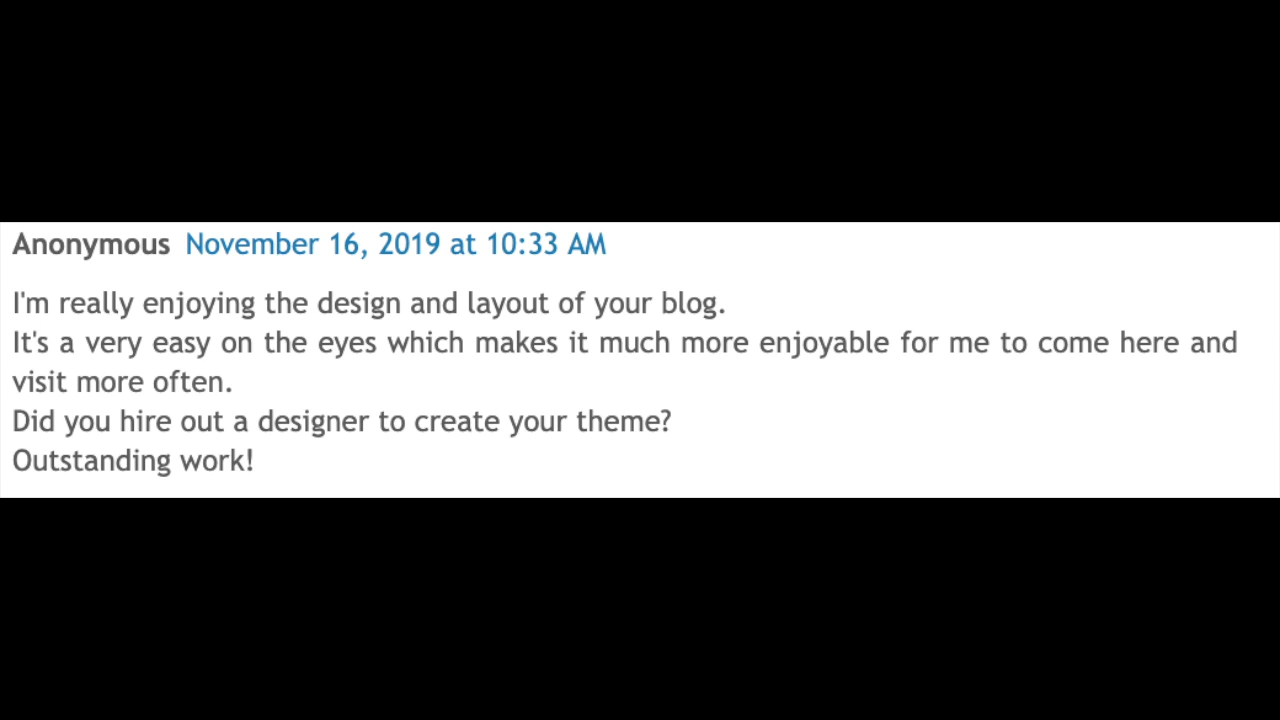 Anonymous November 16, 2019 at 10:33 AM
I'm really enjoying the design and layout of your blog.
It's a very easy on the eyes which makes it much more enjoyable for me to come here and
visit more often.
Did you hire out a designer to create your theme?
Outstanding work!